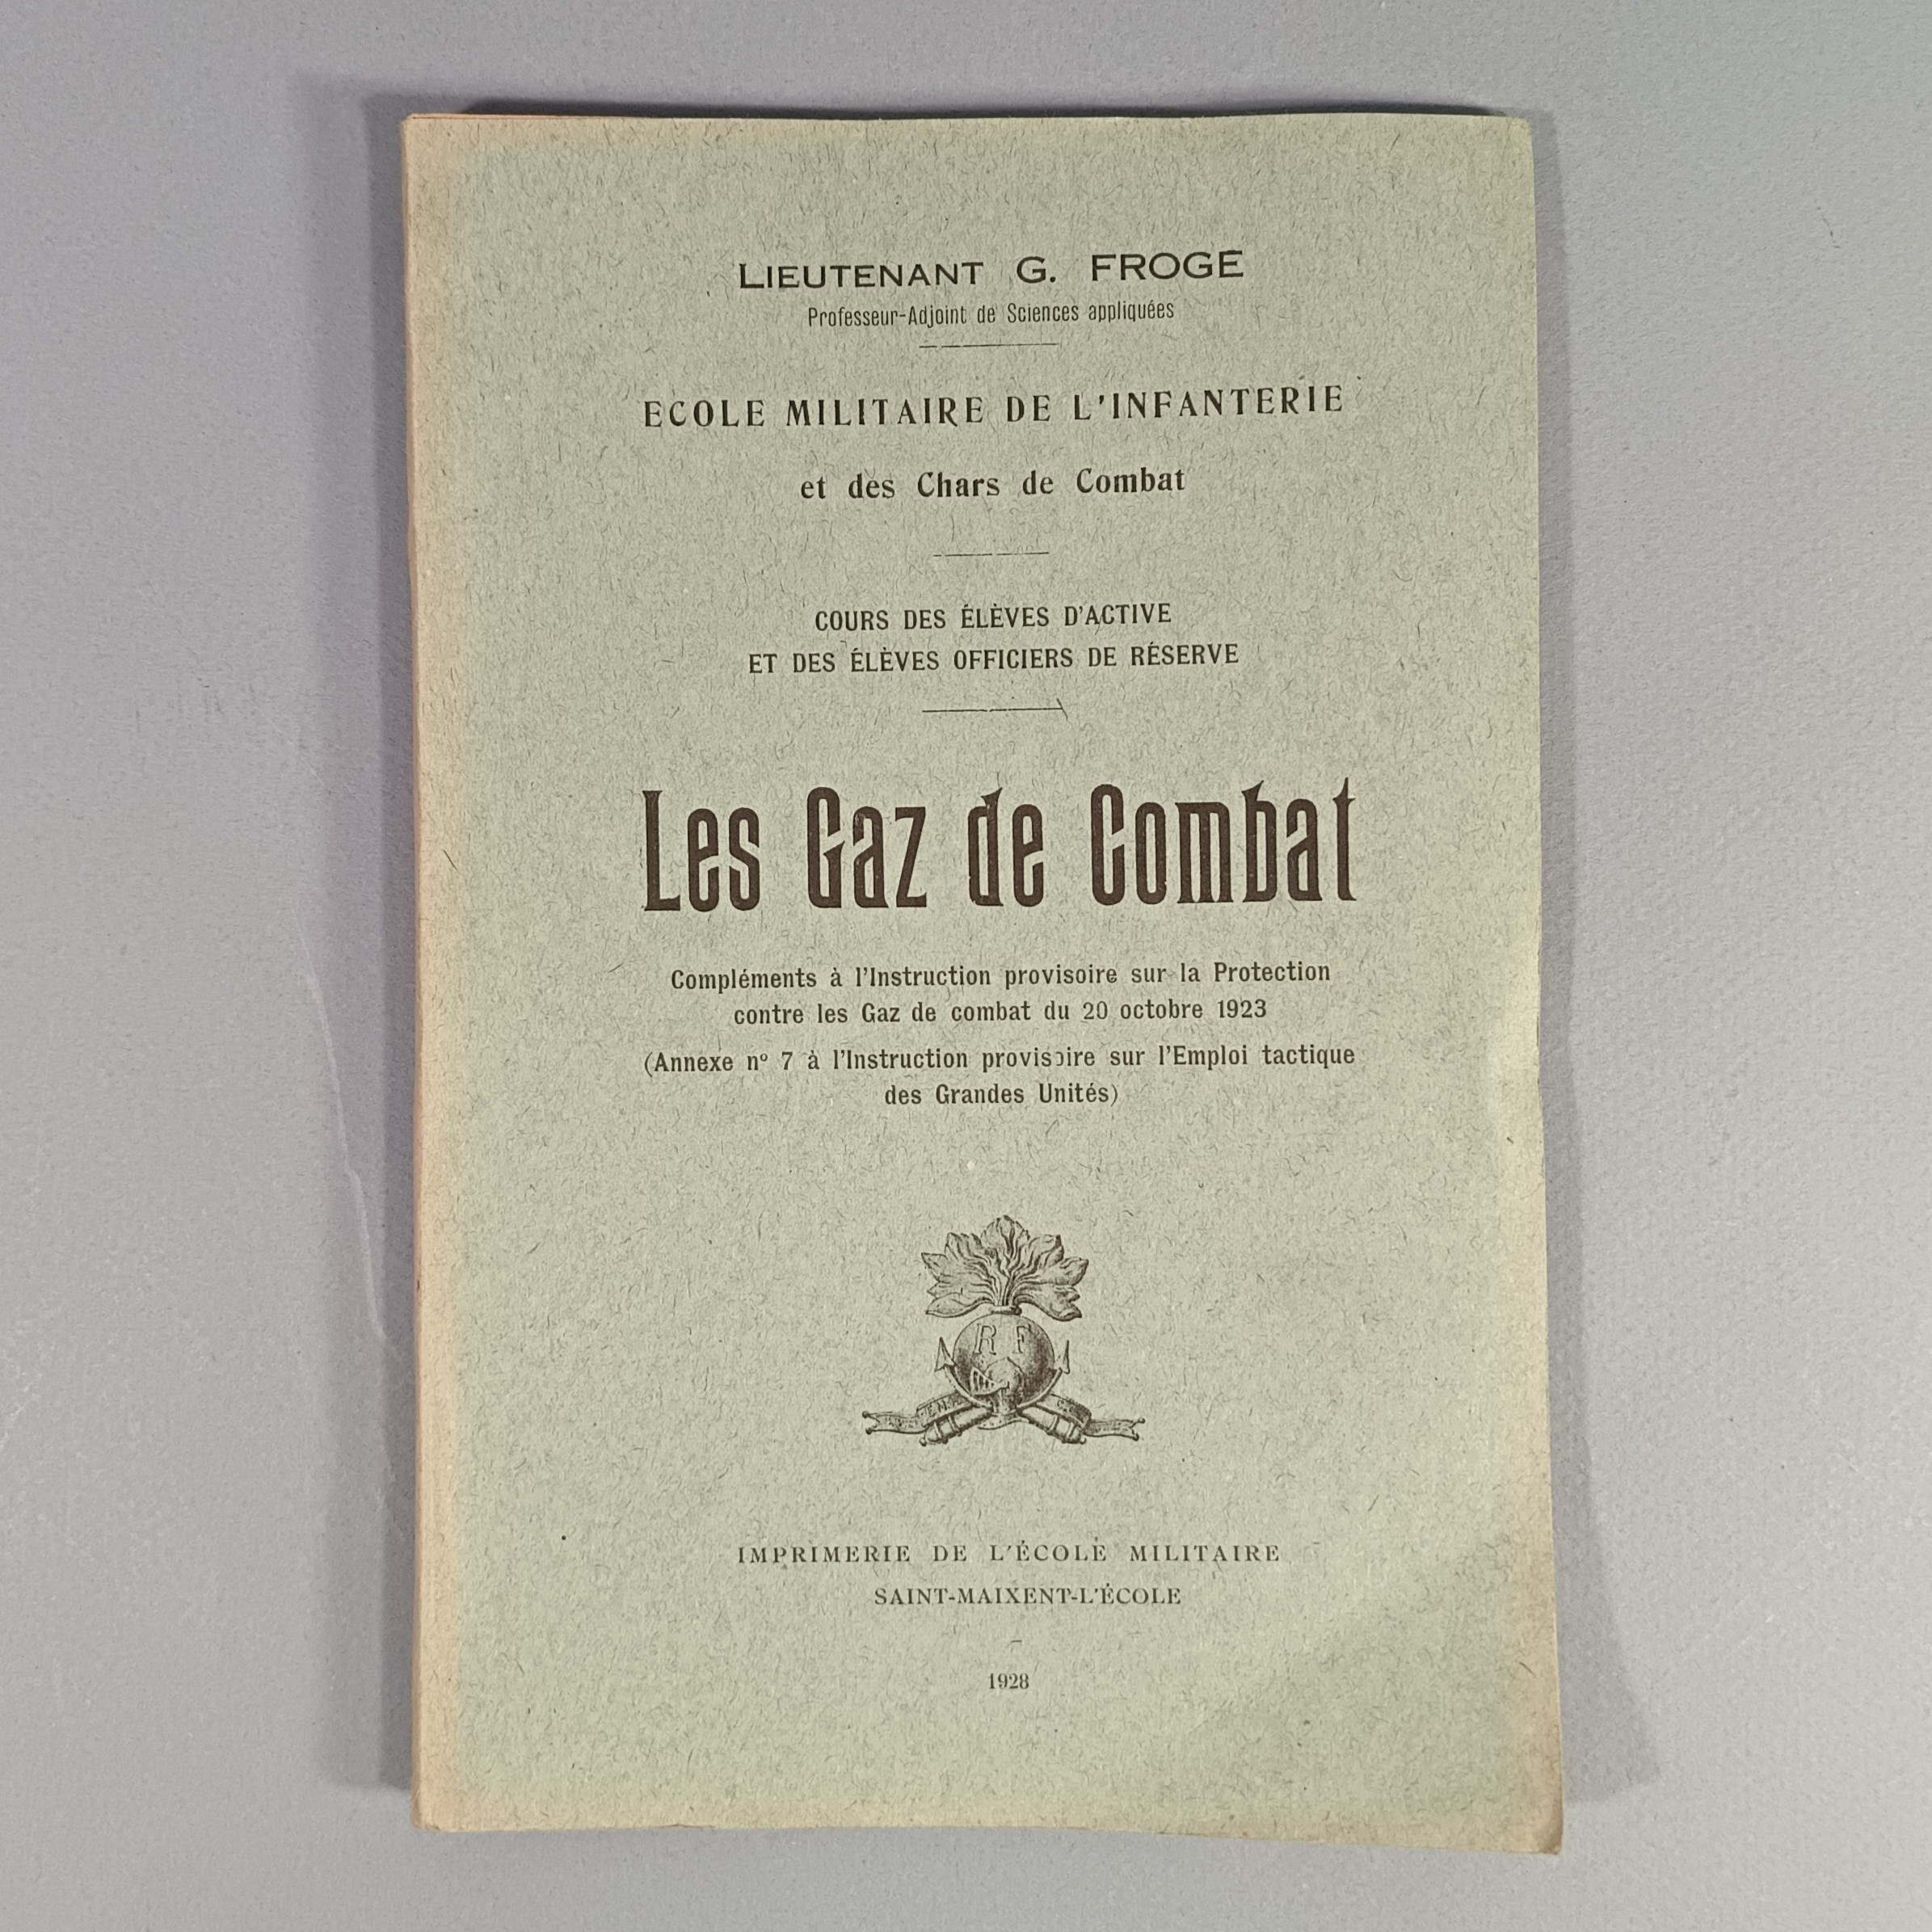 LIEUTENANT G. FROGÉ
Professeur-Adjoint de Sciences appliquées
ECOLE MILITAIRE DE L'INFANTERIE
et des Chars de Combat
COURS DES ÉLÈVES D'ACTIVE
ET DES ÉLÈVES OFFICIERS DE RÉSERVE
Les Gaz de Combat
Compléments à l'Instruction provisoire sur la Protection
contre les Gaz de combat du 20 octobre 1923
(Annexe nº 7 à l'Instruction provisoire sur l'Emploi tactique
des Grandes Unités)
R F
IMPRIMERIE DE L'ÉCOLE MILITAIRE
SAINT-MAIXENT-L'ÉCOLE
1928